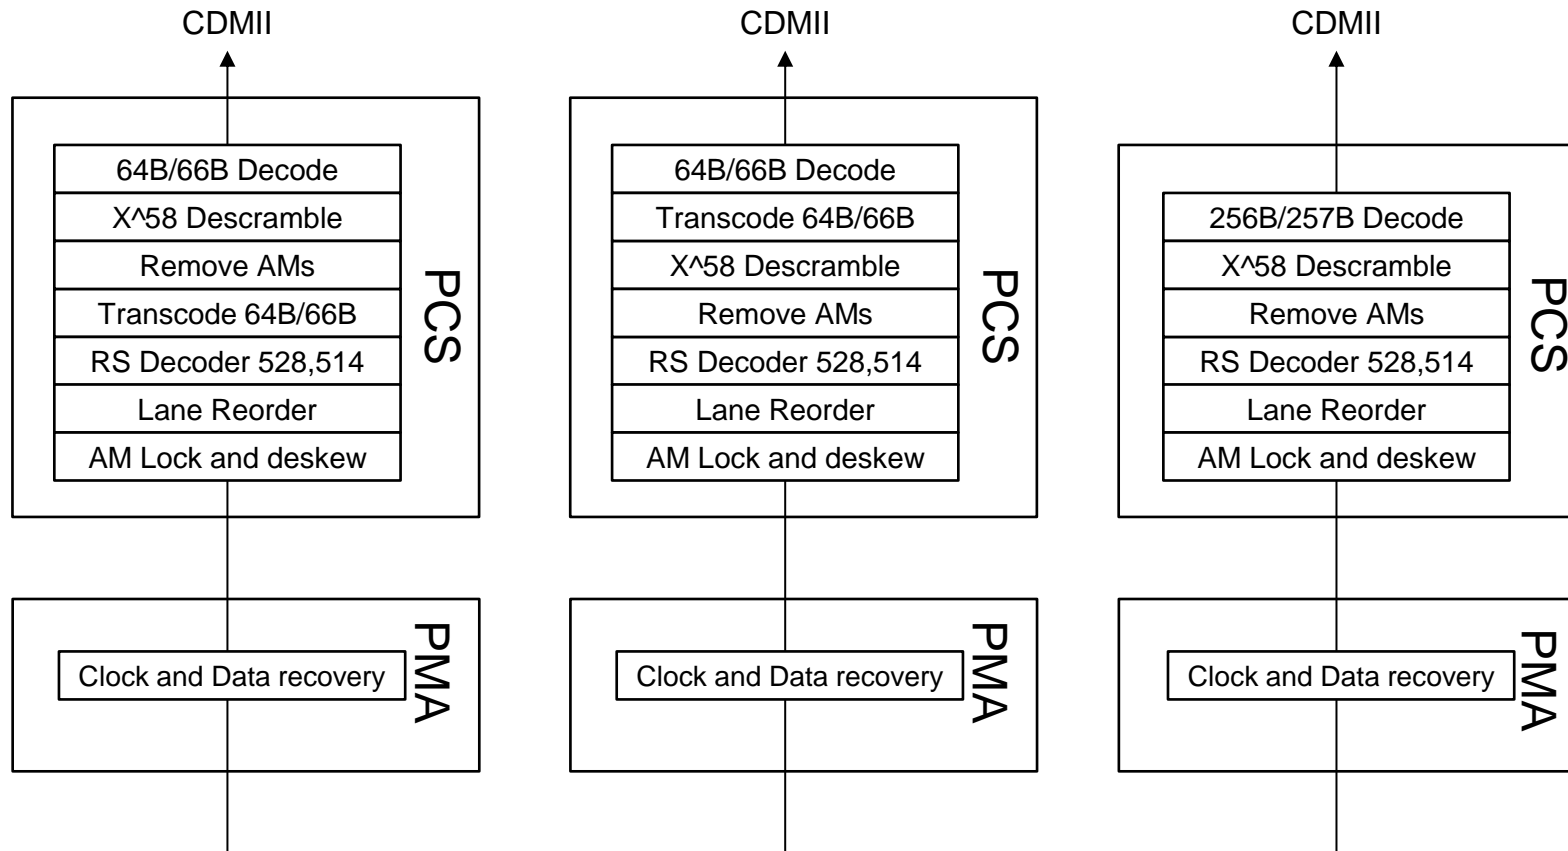 CDMII
64B/66B Decode
X^58 Descramble
Remove AMs
Transcode 64B/66B
RS Decoder 528,514
Lane Reorder
AM Lock and deskew
PCS
Clock and Data recovery
PMA
CDMII
64B/66B Decode
Transcode 64B/66B
X^58 Descramble
Remove AMs
RS Decoder 528,514
Lane Reorder
AM Lock and deskew
PCS
Clock and Data recovery
PMA
CDMII
256B/257B Decode
X^58 Descramble
Remove AMs
RS Decoder 528,514
Lane Reorder
AM Lock and deskew
PCS
Clock and Data recovery
PMA